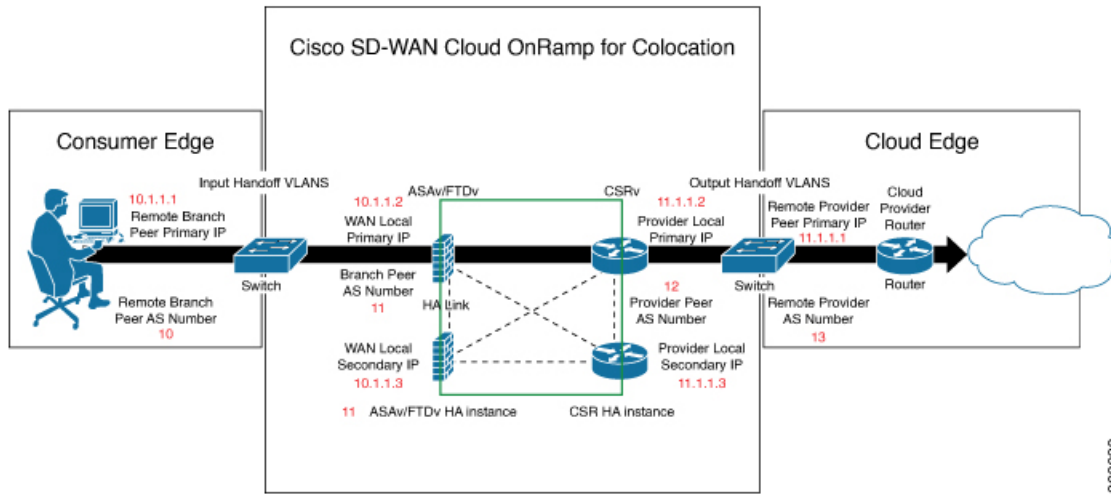 Cisco SD-WAN Cloud OnRamp for Colocation
Consumer Edge
Cloud Edge
10.1.1.1
Remote Branch
Peer Primary IP
Input Handoff VLANS
10.1.1.2
WAN Local
Primary IP
ASAv/FTDv
CSRv
11.1.1.2
Provider Local
Primary IP
Output Handoff VLANS
Remote Provider
Peer Primary IP
11.1.1.1
Cloud
Provider
Router
Remote Branch
Peer AS Number
10
Switch
Branch Peer
AS Number
11
HA Link
12
Provider Peer
AS Number
Switch
Remote Provider
AS Number
13
Router
WAN Local
Secondary IP
10.1.1.3
Provider Local
Secondary IP
11.1.1.3
11
ASAv/FTDv HA instance
CSR HA instance